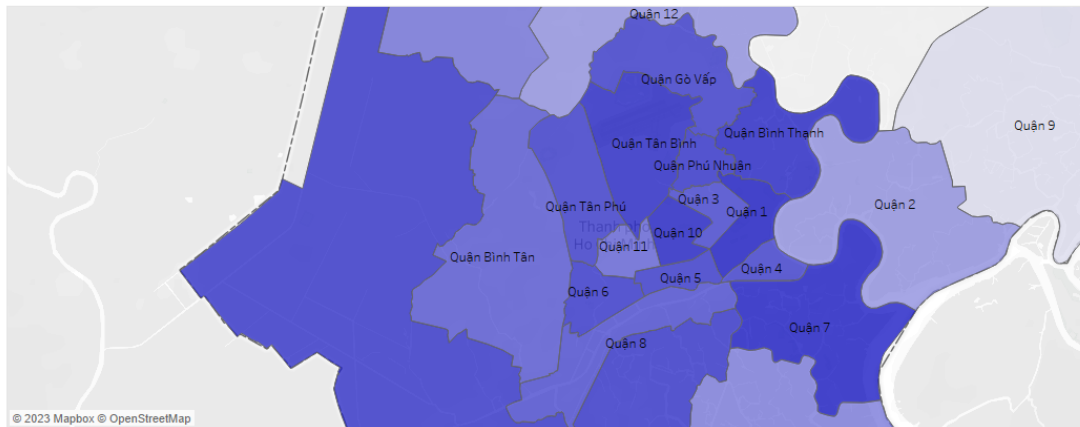 Quận 12
Quận Gò Vấp
Quận 9
Quận Bình Thạnh
Quận Tân Bình
Quận Phú Nhuận
Quận 3
Quận 2
Quận Tân Phú
Quận 1
Thành phố
Quận 10
Quận 11
Quận Bình Tân
Quận 4
Quận 5
Quận 6
Quận 7
Quận 8
© 2023 Mapbox © OpenStreetMap